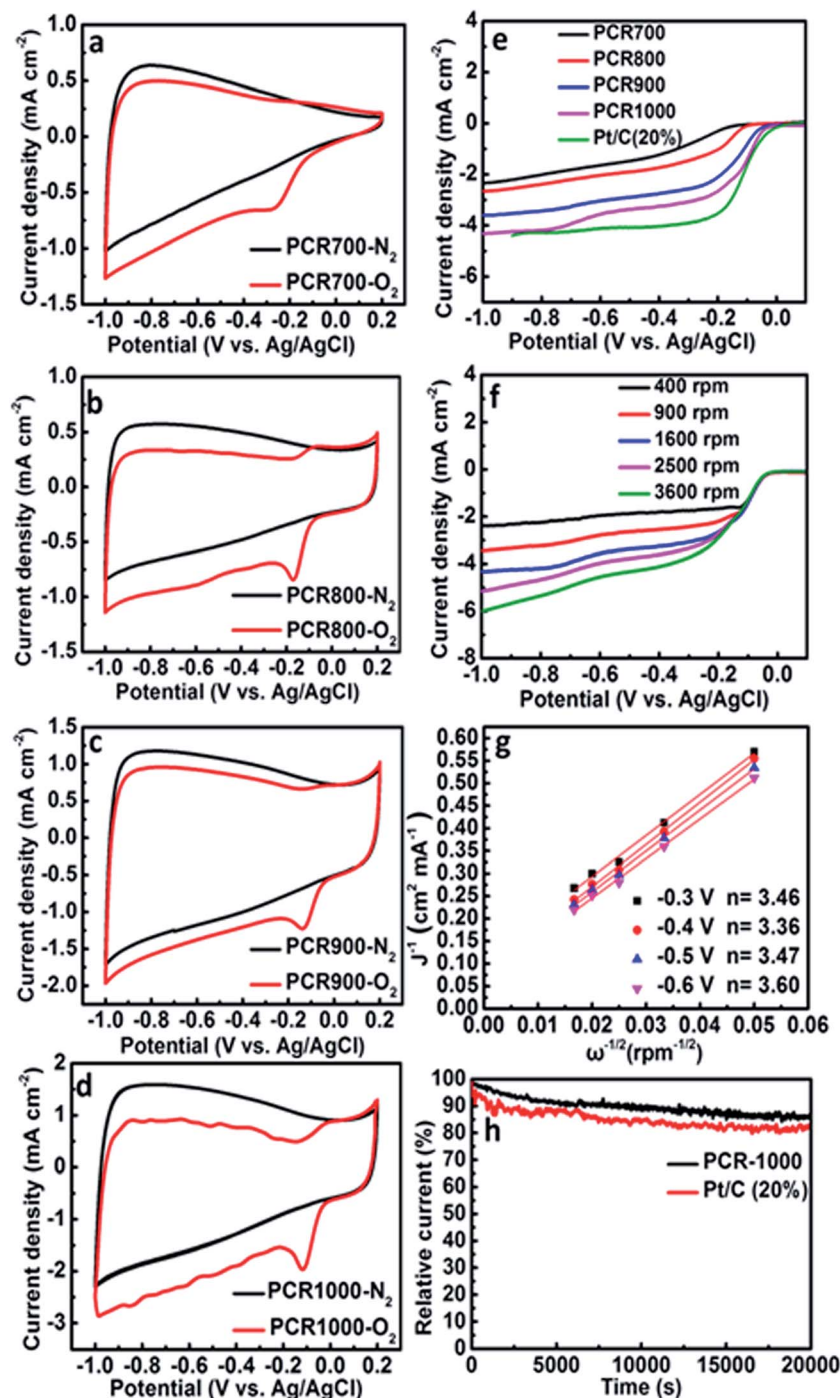 a
Current density (mA cm⁻²)
1.0
0.5
0.0
-0.5
-1.0
-1.5
PCR700-N₂
PCR700-O₂
-1.0 -0.8 -0.6 -0.4 -0.2 0.0 0.2
Potential (V vs. Ag/AgCl)
b
Current density (mA cm⁻²)
1.0
0.5
0.0
-0.5
-1.0
-1.5
PCR800-N₂
PCR800-O₂
-1.0 -0.8 -0.6 -0.4 -0.2 0.0 0.2
Potential (V vs. Ag/AgCl)
c
Current density (mA cm⁻²)
1.5
1.0
0.5
0.0
-0.5
-1.0
-1.5
-2.0
PCR900-N₂
PCR900-O₂
-1.0 -0.8 -0.6 -0.4 -0.2 0.0 0.2
Potential (V vs. Ag/AgCl)
d
Current density (mA cm⁻²)
2
1
0
-1
-2
-3
PCR1000-N₂
PCR1000-O₂
-1.0 -0.8 -0.6 -0.4 -0.2 0.0 0.2
Potential (V vs. Ag/AgCl)
e
Current density (mA cm⁻²)
4
2
0
-2
-4
-6
PCR700
PCR800
PCR900
PCR1000
Pt/C(20%)
-1.0 -0.8 -0.6 -0.4 -0.2 0.0
Potential (V vs. Ag/AgCl)
f
Current density (mA cm⁻²)
4
2
0
-2
-4
-6
-8
400 rpm
900 rpm
1600 rpm
2500 rpm
3600 rpm
-1.0 -0.8 -0.6 -0.4 -0.2 0.0
Potential (V vs. Ag/AgCl)
g
J⁻¹ (cm² mA⁻¹)
0.60
0.55
0.50
0.45
0.40
0.35
0.30
0.25
0.20
0.15
0.10
0.05
0.00
-0.3 V n= 3.46
-0.4 V n= 3.36
-0.5 V n= 3.47
-0.6 V n= 3.60
0.00 0.01 0.02 0.03 0.04 0.05 0.06
ω⁻¹/²(rpm⁻¹/²)
h
Relative current (%)
100
90
80
70
60
50
40
30
20
10
0
PCR-1000
Pt/C (20%)
0 5000 10000 15000 20000
Time (s)